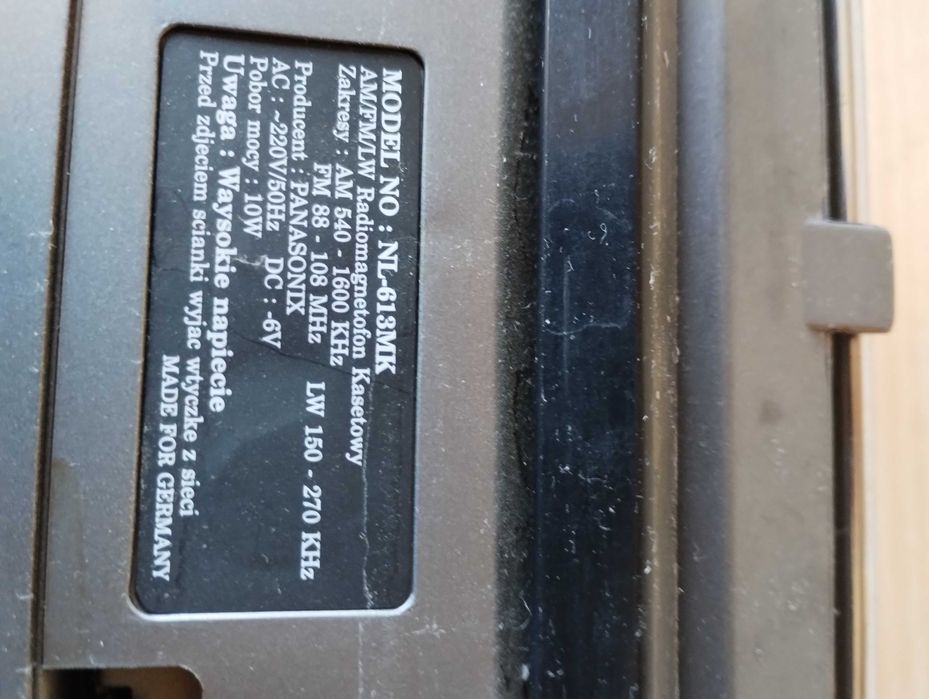 MODEL NO : NL-613MK
AM/FM/LW Radiomagnetofon Kasetowy
Zakresy : AM 540 - 1600 KHz
FM 88 - 108 MHz LW 150 - 270 KHz
Producent : PANASONIX
AC : ~220V/50Hz DC : -6V
Pobor mocy : 10W
Uwaga : Waysokie napiecie
Przed zdjeciem scianki wyjac wtyczke z sieci
MADE FOR GERMANY